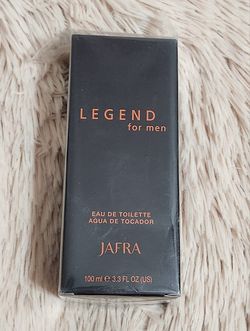 LEGEND
for men
EAU DE TOILETTE
AGUA DE TOCADOR
JAFRA
100 ml ℮ 3.3 FL OZ (US)